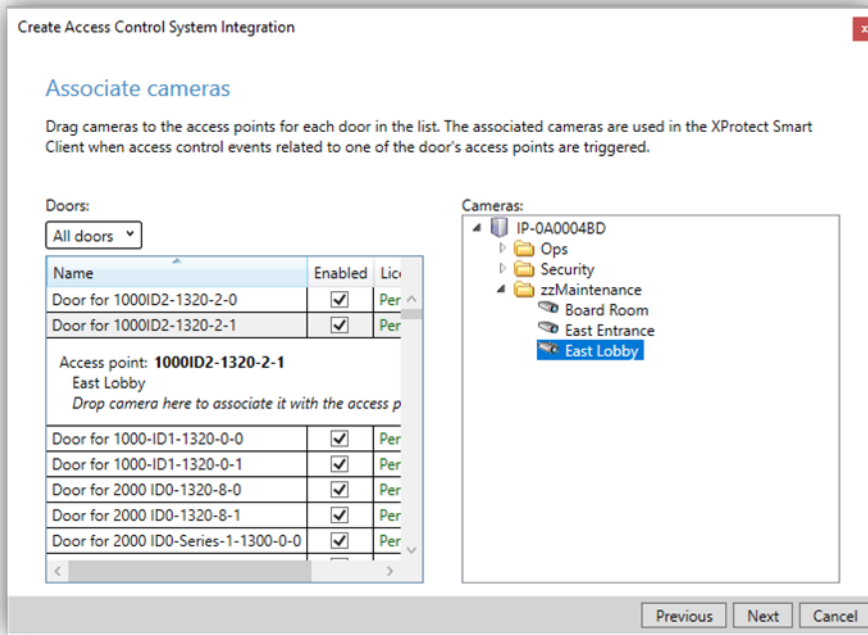 Create Access Control System Integration
x
Associate cameras
Drag cameras to the access points for each door in the list. The associated cameras are used in the XProtect Smart
Client when access control events related to one of the door's access points are triggered.
Doors:
All doors
Name Enabled Lice
Door for 1000ID2-1320-2-0 Per
Door for 1000ID2-1320-2-1 Per
Access point: 1000ID2-1320-2-1
East Lobby
Drop camera here to associate it with the access p
Door for 1000-ID1-1320-0-0 Per
Door for 1000-ID1-1320-0-1 Per
Door for 2000 ID0-1320-8-0 Per
Door for 2000 ID0-1320-8-1 Per
Door for 2000 ID0-Series-1-1300-0-0 Per
Cameras:
IP-0A0004BD
Ops
Security
zzMaintenance
Board Room
East Entrance
East Lobby
Previous Next Cancel